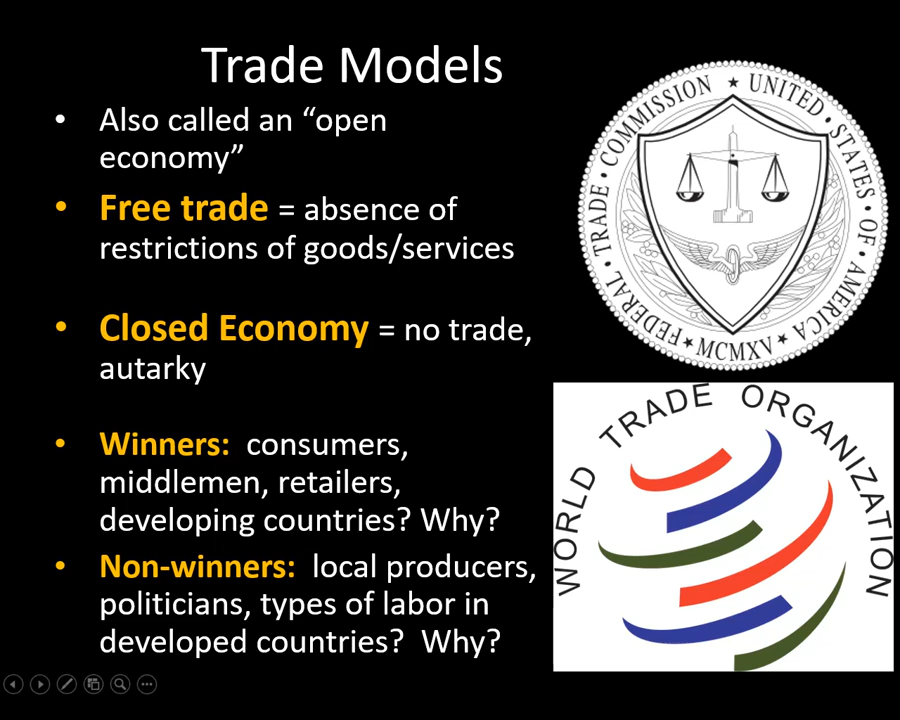 Trade Models
• Also called an “open
economy”
• Free trade = absence of
restrictions of goods/services
• Closed Economy = no trade,
autarky
• Winners: consumers,
middlemen, retailers,
developing countries? Why?
• Non-winners: local producers,
politicians, types of labor in
developed countries? Why?
FEDERAL • TRADE • COMMISSION ★ UNITED • STATES • OF • AMERICA
★ MCMXV ★
WORLD TRADE ORGANIZATION